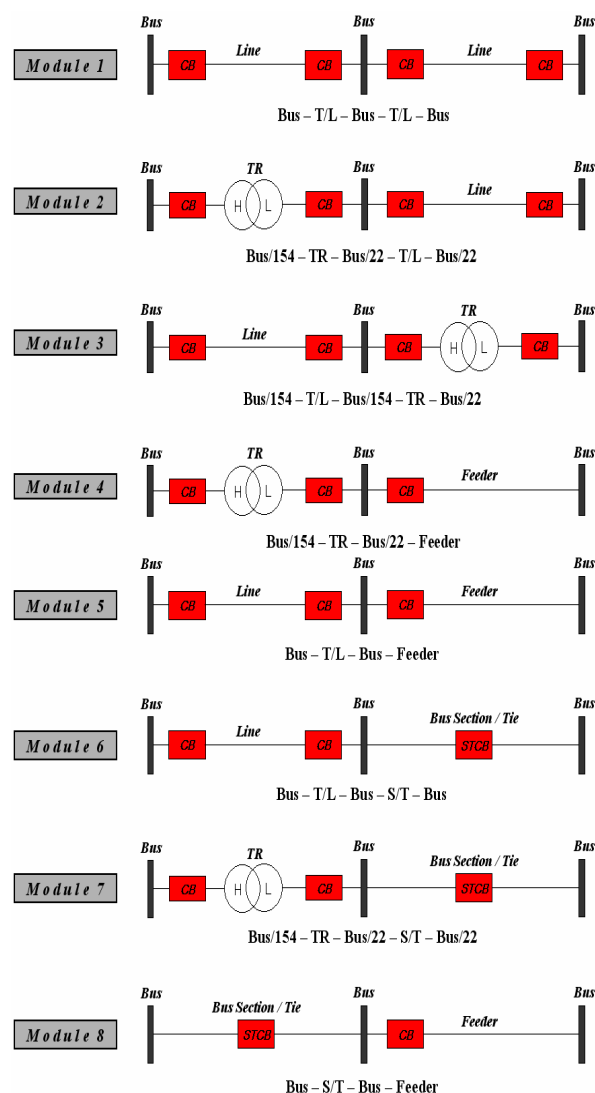 Bus Bus Bus
Line Line
Module 1 CB CB CB CB
Bus – T/L – Bus – T/L – Bus
Bus TR Bus Bus
Line
Module 2 CB H L CB CB CB
Bus/154 – TR – Bus/22 – T/L – Bus/22
Bus Bus TR Bus
Line
Module 3 CB CB CB H L CB
Bus/154 – T/L – Bus/154 – TR – Bus/22
Bus TR Bus Bus
Feeder
Module 4 CB H L CB CB
Bus/154 – TR – Bus/22 – Feeder
Bus Bus Bus
Line Feeder
Module 5 CB CB CB
Bus – T/L – Bus – Feeder
Bus Bus Bus
Line Bus Section / Tie
Module 6 CB CB STCB
Bus – T/L – Bus – S/T – Bus
Bus TR Bus Bus
Bus Section / Tie
Module 7 CB H L CB STCB
Bus/154 – TR – Bus/22 – S/T – Bus/22
Bus Bus Bus
Bus Section / Tie Feeder
Module 8 STCB CB
Bus – S/T – Bus – Feeder